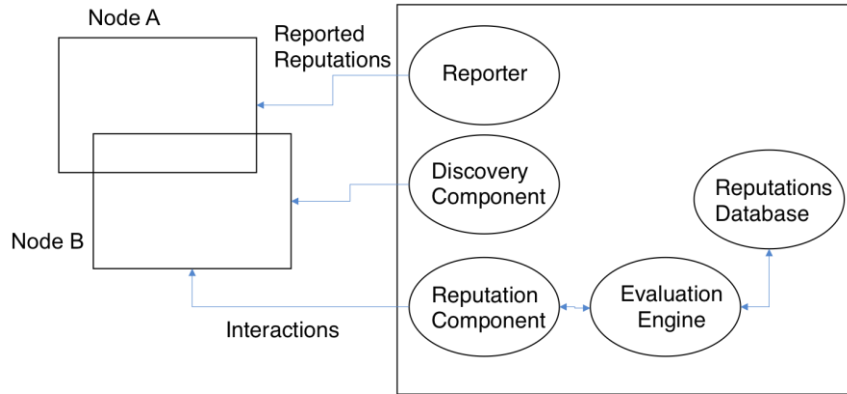 Node A
Reported
Reputations
Reporter
Discovery
Component
Reputations
Database
Node B
Reputation
Component
Evaluation
Engine
Interactions